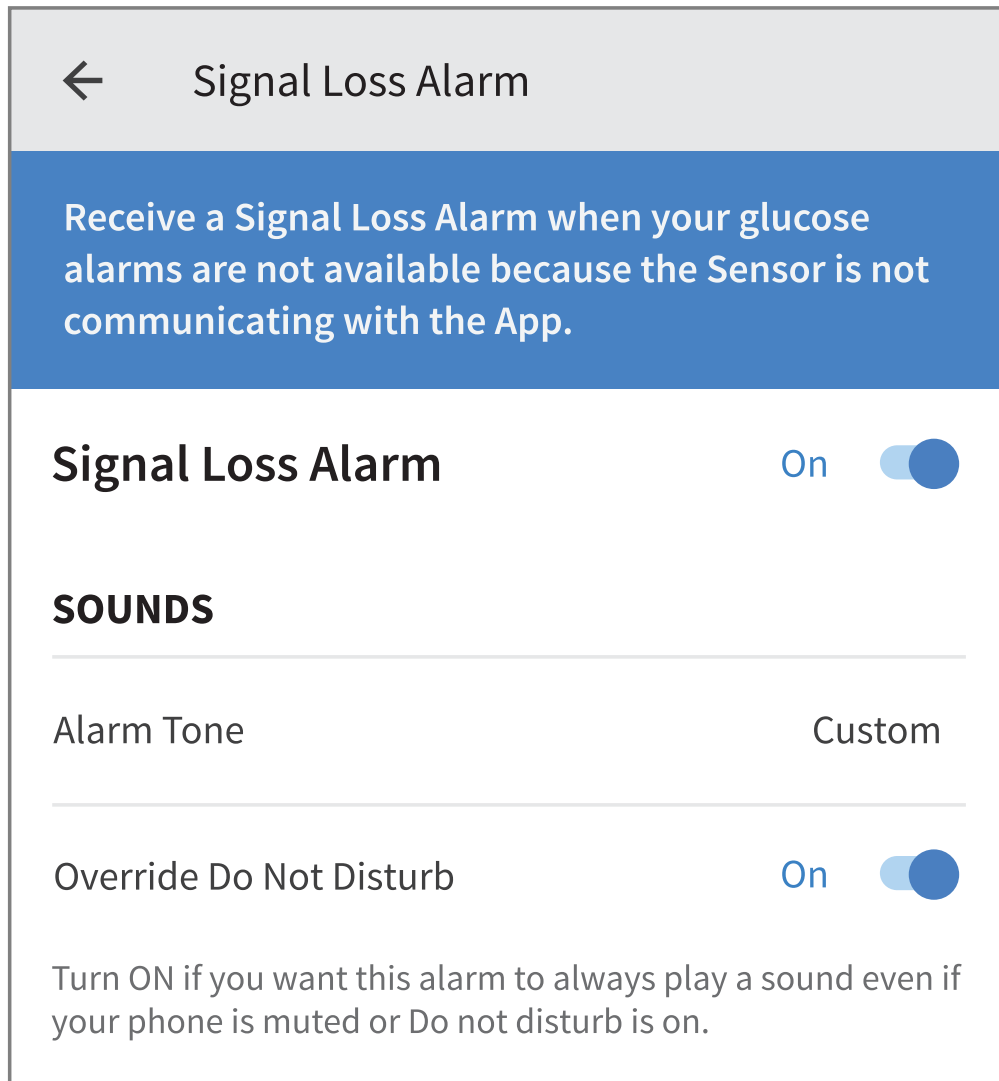 Signal Loss Alarm
Receive a Signal Loss Alarm when your glucose
alarms are not available because the Sensor is not
communicating with the App.
Signal Loss Alarm On
SOUNDS
Alarm Tone Custom
Override Do Not Disturb On
Turn ON if you want this alarm to always play a sound even if
your phone is muted or Do not disturb is on.